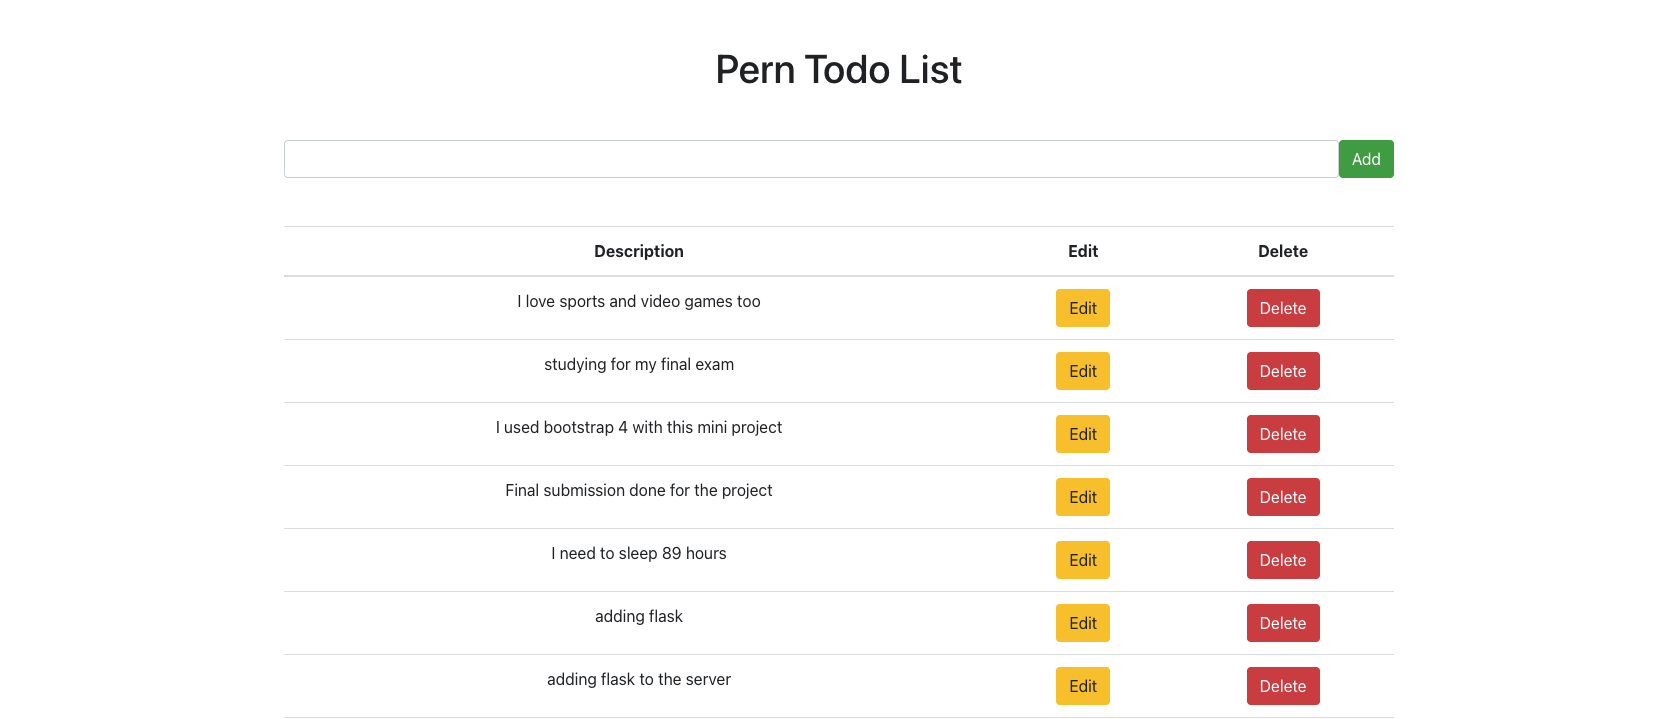 Pern Todo List
Add
Description Edit Delete
I love sports and video games too Edit Delete
studying for my final exam Edit Delete
I used bootstrap 4 with this mini project Edit Delete
Final submission done for the project Edit Delete
I need to sleep 89 hours Edit Delete
adding flask Edit Delete
adding flask to the server Edit Delete